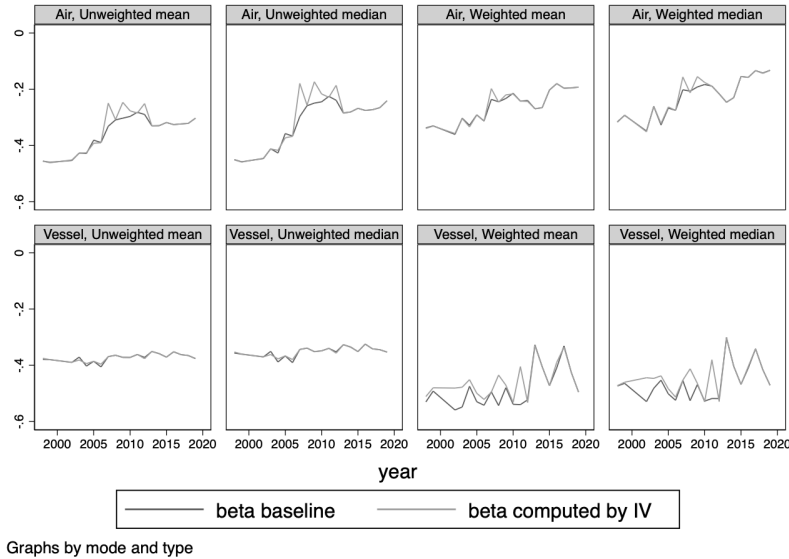 Air, Unweighted mean
Air, Unweighted median
Air, Weighted mean
Air, Weighted median
0
-.2
-.4
-.6
Vessel, Unweighted mean
Vessel, Unweighted median
Vessel, Weighted mean
Vessel, Weighted median
0
-.2
-.4
-.6
2000 2005 2010 2015 2020
2000 2005 2010 2015 2020
2000 2005 2010 2015 2020
2000 2005 2010 2015 2020
year
beta baseline
beta computed by IV
Graphs by mode and type